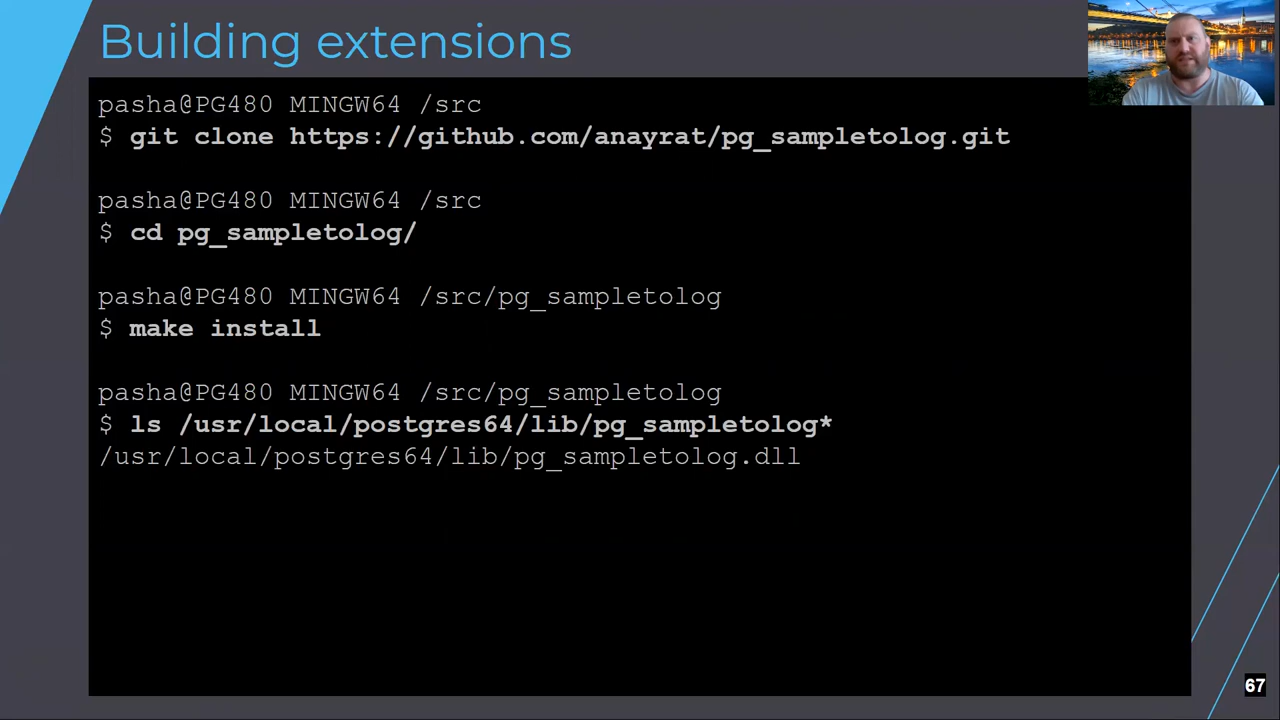 Building extensions
pasha@PG480 MINGW64 /src
$ git clone https://github.com/anayrat/pg_sampletolog.git
pasha@PG480 MINGW64 /src
$ cd pg_sampletolog/
pasha@PG480 MINGW64 /src/pg_sampletolog
$ make install
pasha@PG480 MINGW64 /src/pg_sampletolog
$ ls /usr/local/postgres64/lib/pg_sampletolog*
/usr/local/postgres64/lib/pg_sampletolog.dll
67